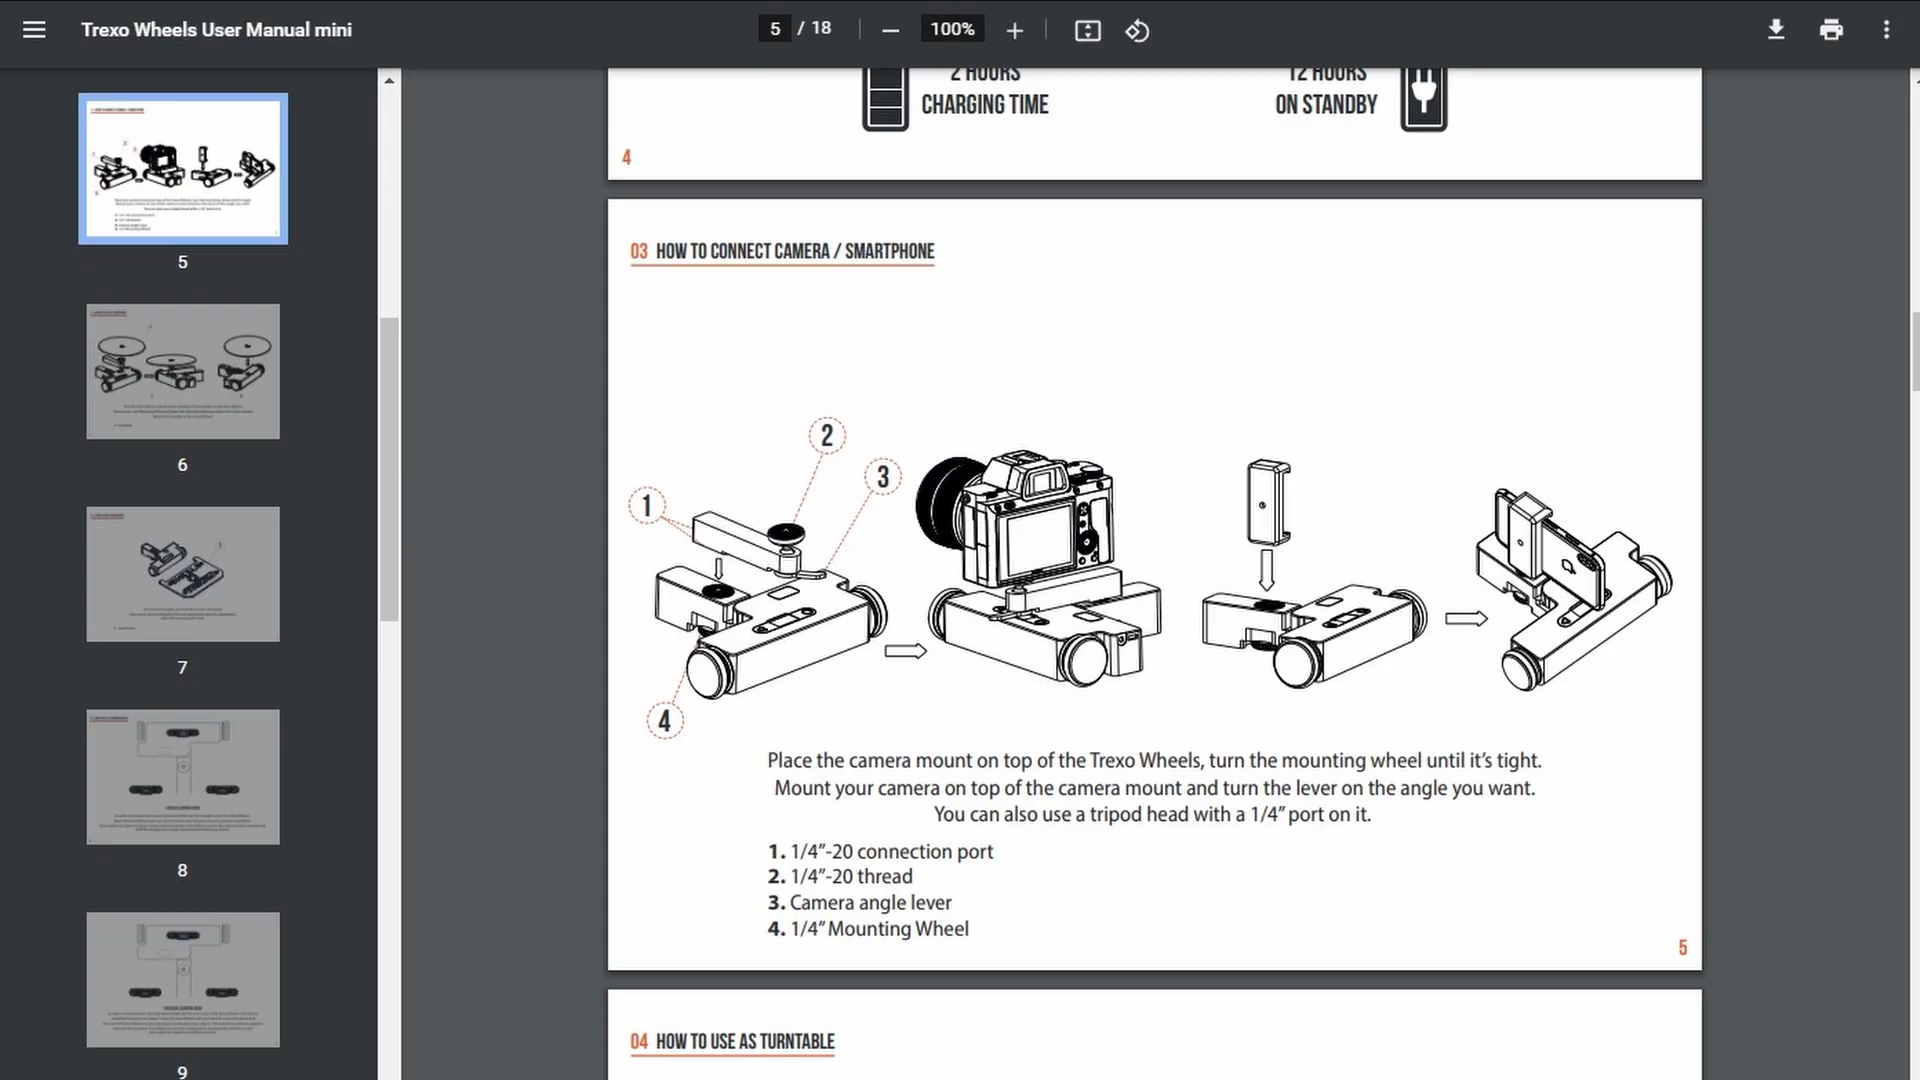 Trexo Wheels User Manual mini
5 / 18
100%
2 HOURS
CHARGING TIME
12 HOURS
ON STANDBY
4
03 HOW TO CONNECT CAMERA / SMARTPHONE
1
2
3
4
Place the camera mount on top of the Trexo Wheels, turn the mounting wheel until it’s tight.
Mount your camera on top of the camera mount and turn the lever on the angle you want.
You can also use a tripod head with a 1/4” port on it.
1. 1/4”-20 connection port
2. 1/4”-20 thread
3. Camera angle lever
4. 1/4” Mounting Wheel
5
04 HOW TO USE AS TURNTABLE
5
6
7
8
9